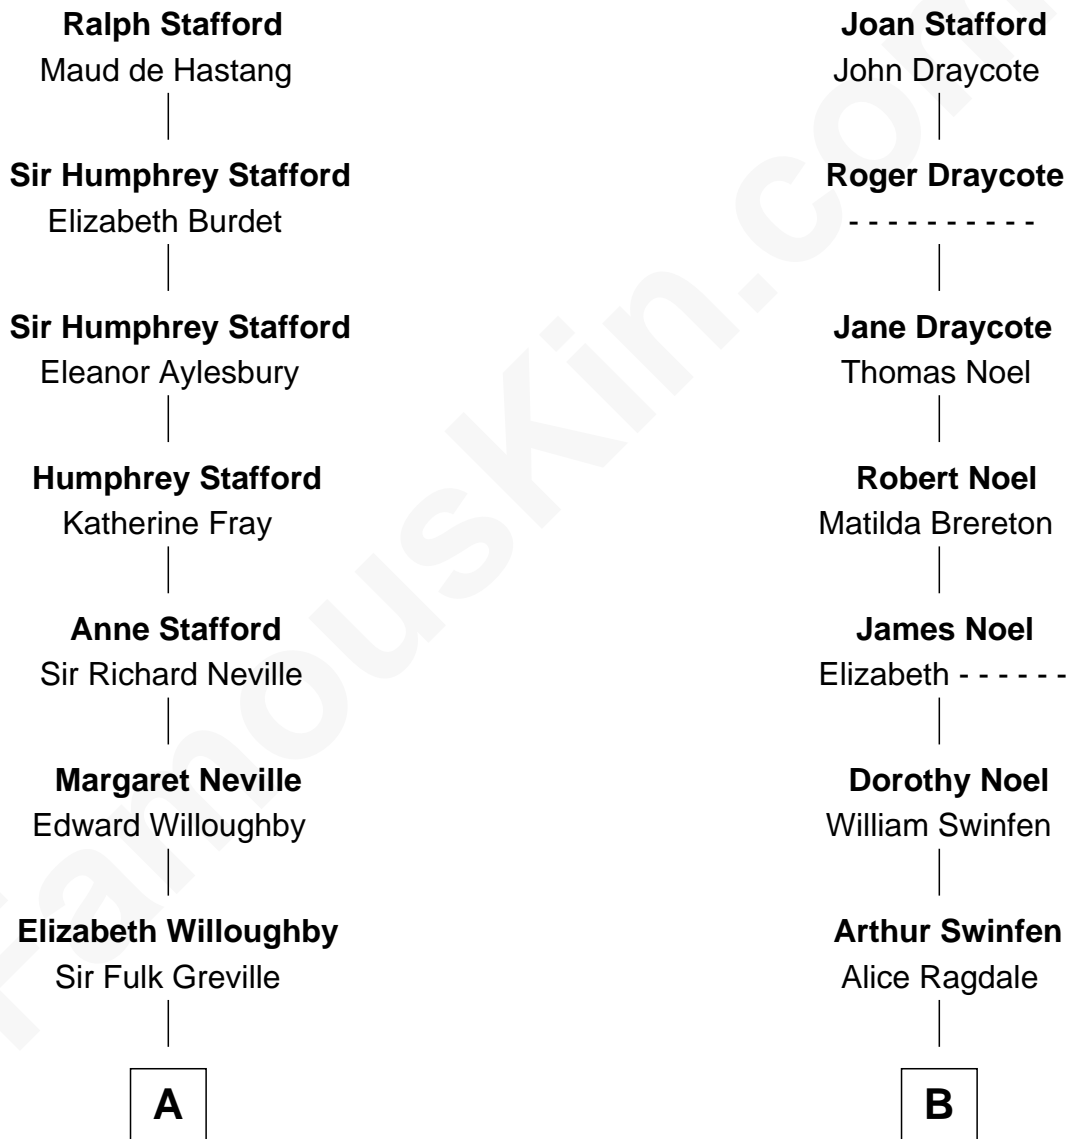 Ralph Stafford
Maud de Hastang
Sir Humphrey Stafford
Elizabeth Burdet
Sir Humphrey Stafford
Eleanor Aylesbury
Humphrey Stafford
Katherine Fray
Anne Stafford
Sir Richard Neville
Margaret Neville
Edward Willoughby
Elizabeth Willoughby
Sir Fulk Greville
A
Joan Stafford
John Draycote
Roger Draycote
- - - - - - - - - -
Jane Draycote
Thomas Noel
Robert Noel
Matilda Brereton
James Noel
Elizabeth - - - - - -
Dorothy Noel
William Swinfen
Arthur Swinfen
Alice Ragdale
B
FamousKin.com